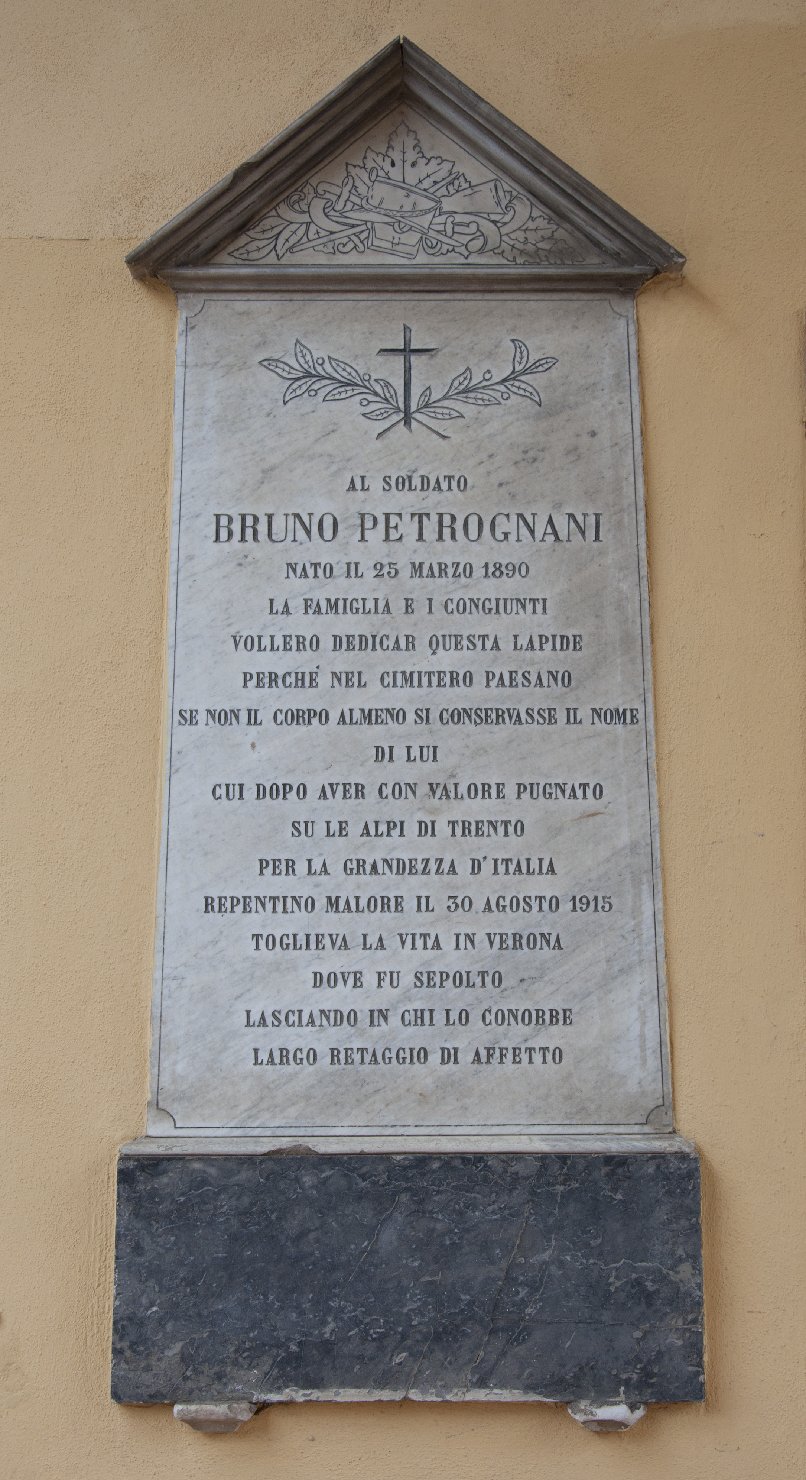 AL SOLDATO
BRUNO PETROGNANI
NATO IL 25 MARZO 1890
LA FAMIGLIA E I CONGIUNTI
VOLLERO DEDICAR QUESTA LAPIDE
PERCHÉ NEL CIMITERO PAESANO
SE NON IL CORPO ALMENO SI CONSERVASSE IL NOME
DI LUI
CUI DOPO AVER CON VALORE PUGNATO
SU LE ALPI DI TRENTO
PER LA GRANDEZZA D'ITALIA
REPENTINO MALORE IL 30 AGOSTO 1915
TOGLIEVA LA VITA IN VERONA
DOVE FU SEPOLTO
LASCIANDO IN CHI LO CONOBBE
LARGO RETAGGIO DI AFFETTO